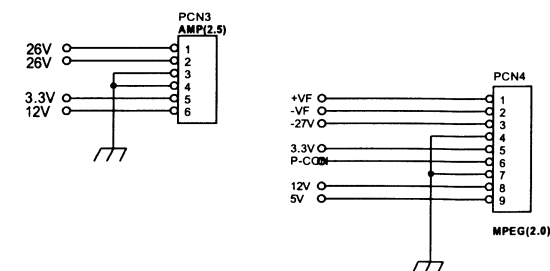 PCN3
AMP(2.5)
26V 1
26V 2
3
4
3.3V 5
12V 6
PCN4
+VF 1
-VF 2
-27V 3
4
3.3V 5
P-CON 6
7
12V 8
5V 9
MPEG(2.0)